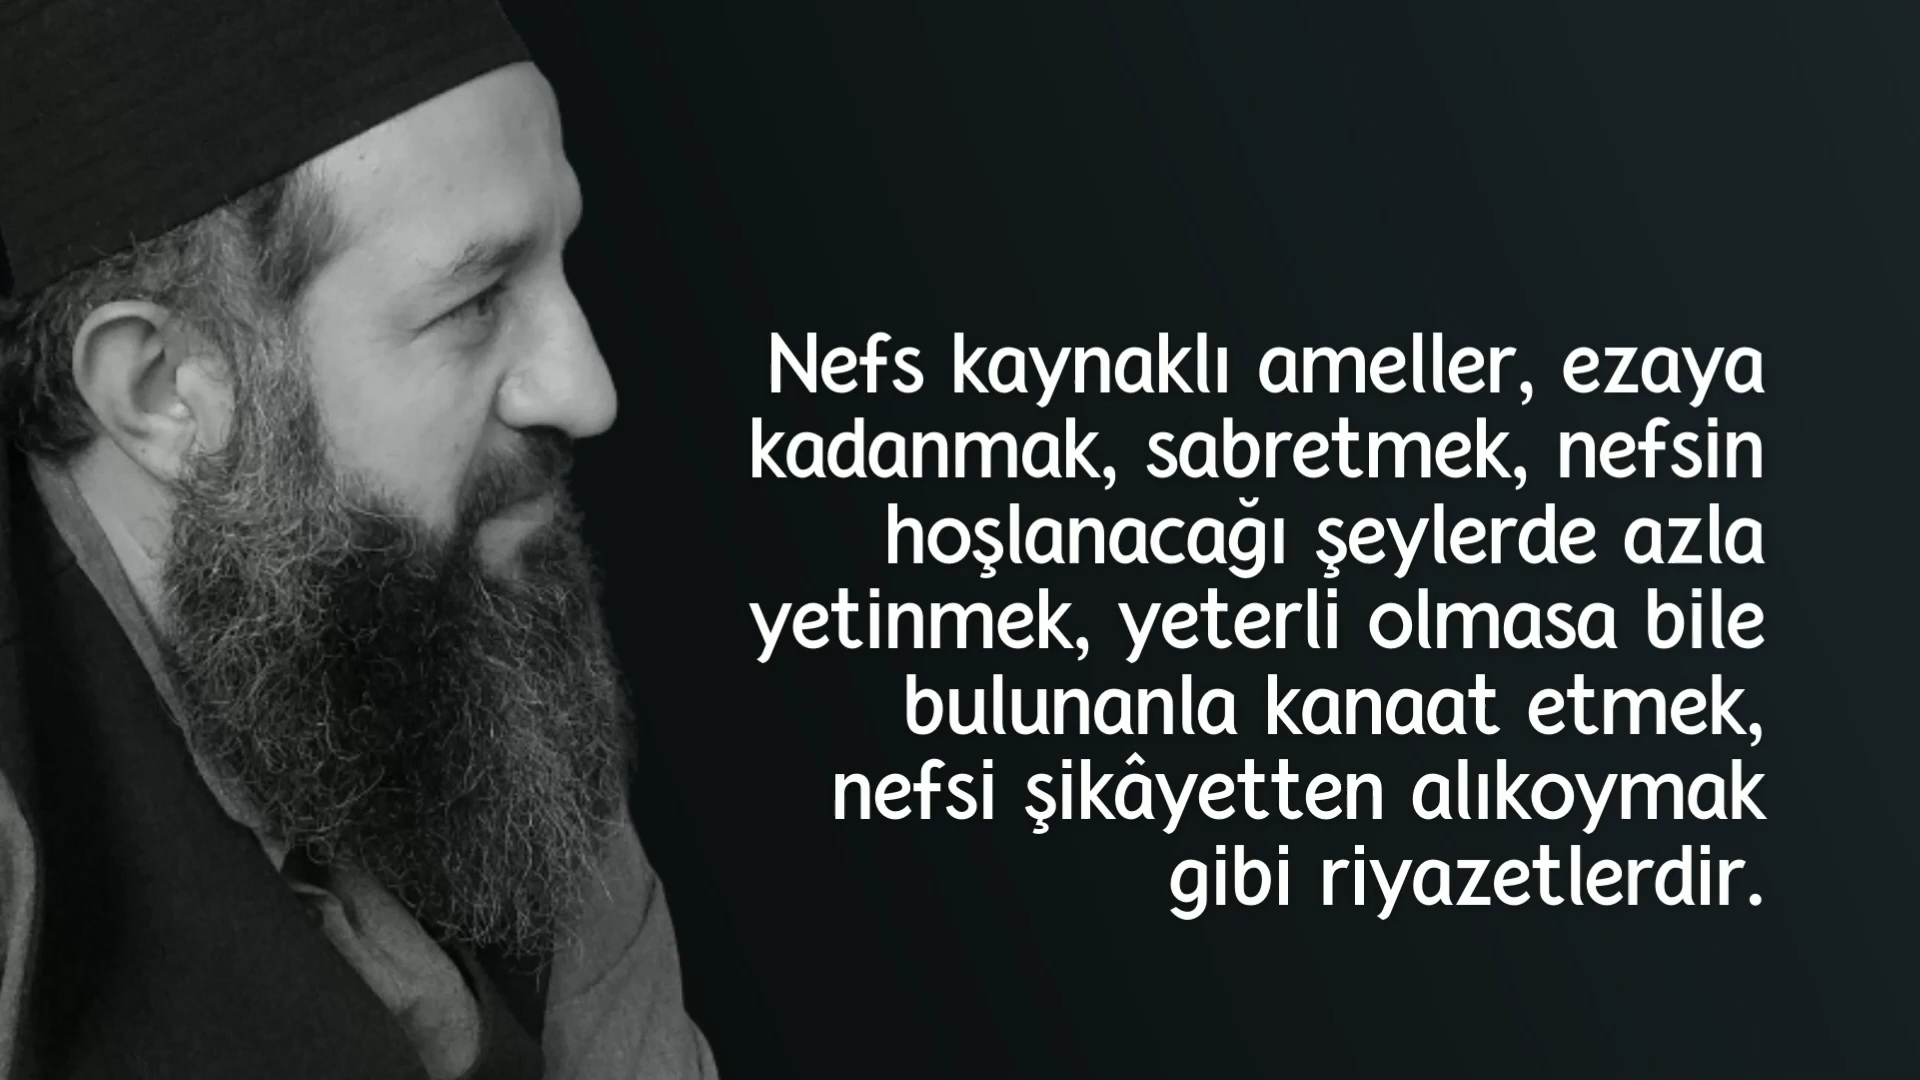 Nefs kaynaklı ameller, ezaya
kadanmak, sabretmek, nefsin
hoşlanacağı şeylerde azla
yetinmek, yeterli olmasa bile
bulunanla kanaat etmek,
nefsi şikâyetten alıkoymak
gibi riyazetlerdir.